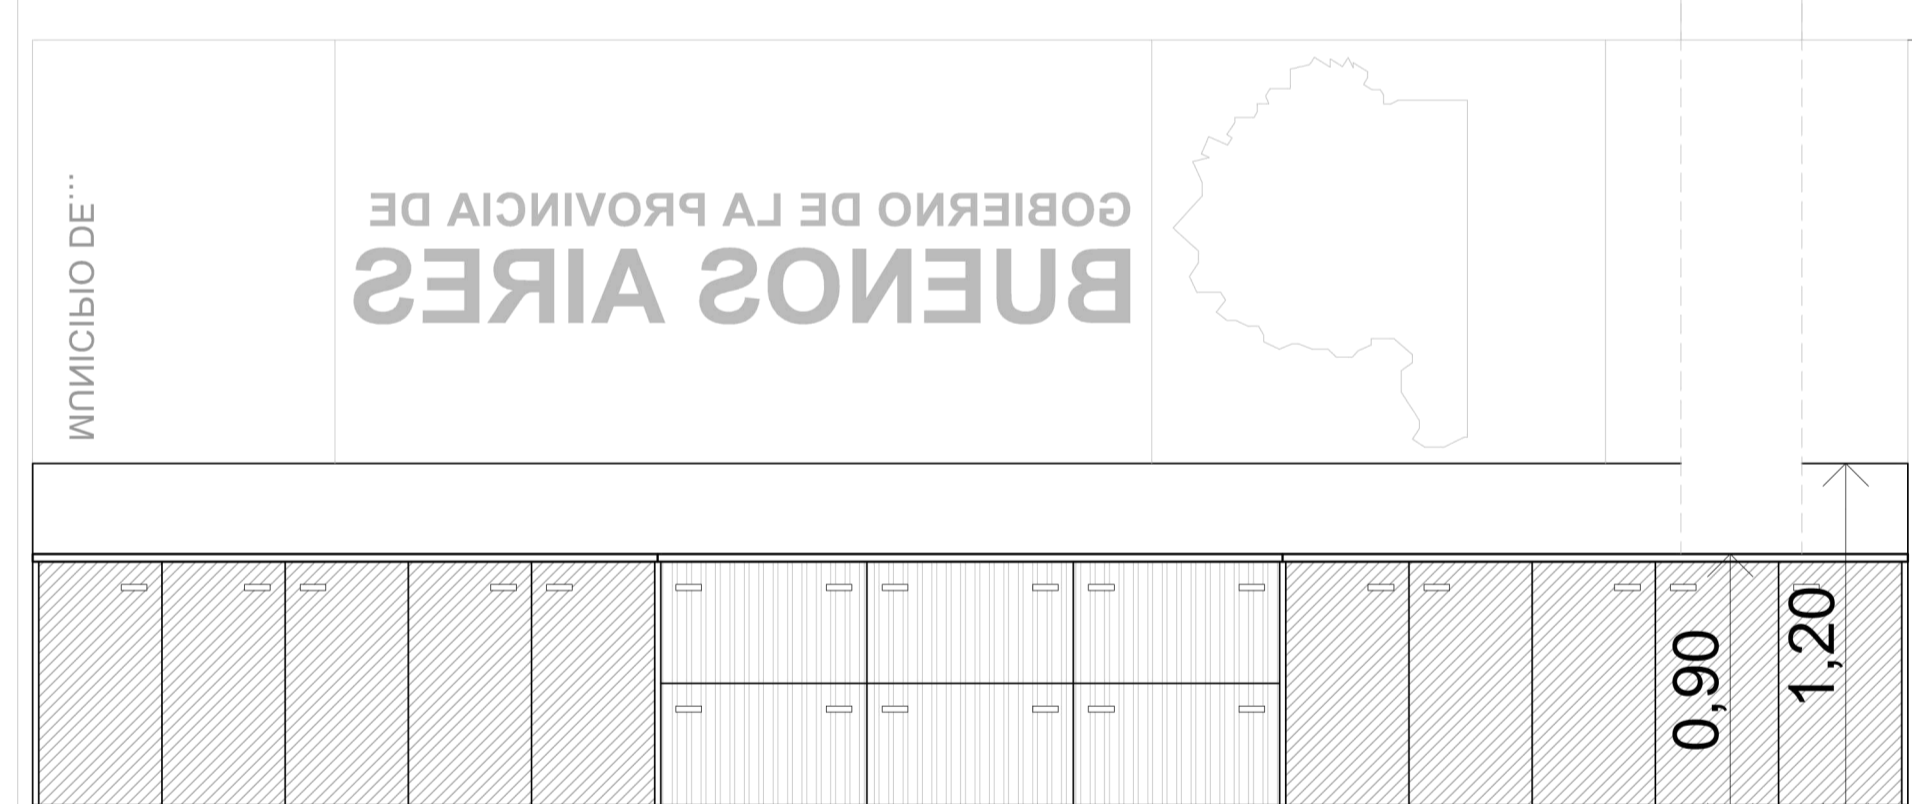 MUNICIPIO DE...
GOBIERNO DE LA PROVINCIA DE
BUENOS AIRES
0,90
1,20